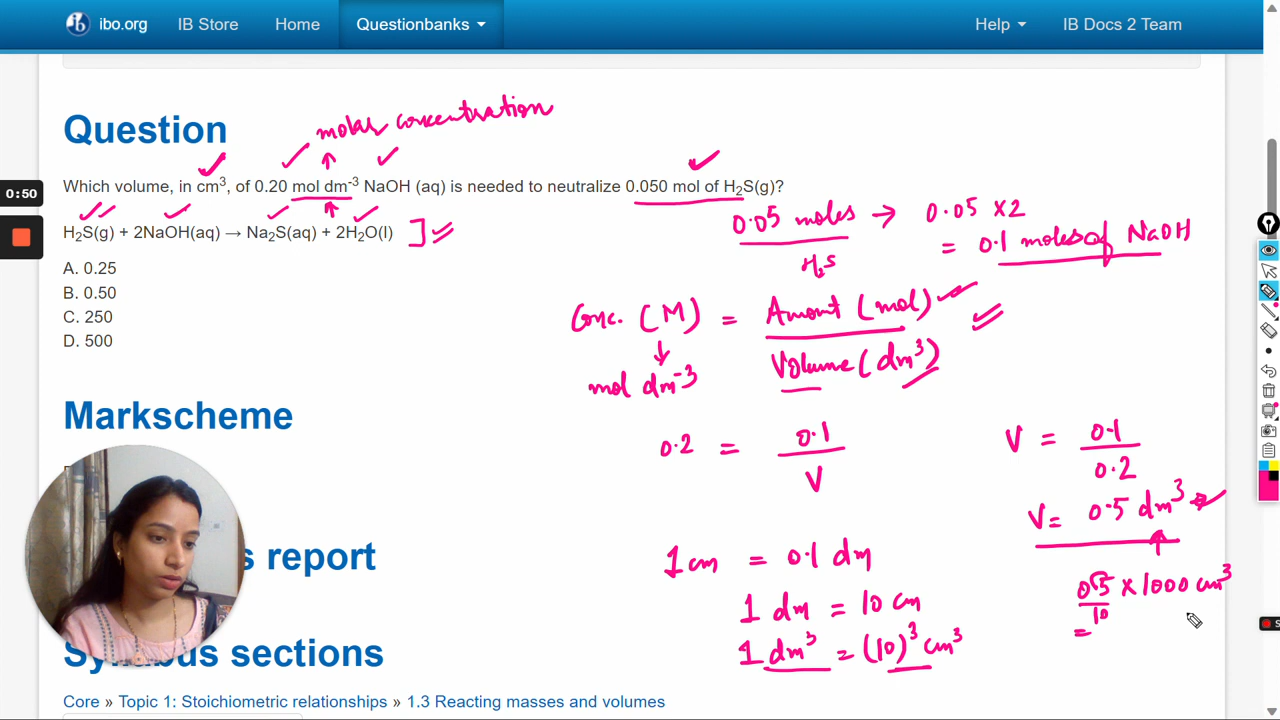 ibo.org IB Store Home Questionbanks Help IB Docs 2 Team
Question
molar concentration
Which volume, in cm³, of 0.20 mol dm⁻³ NaOH (aq) is needed to neutralize 0.050 mol of H₂S(g)?
H₂S(g) + 2NaOH(aq) → Na₂S(aq) + 2H₂O(l) ]
0.05 moles → 0.05 × 2
H₂S
= 0.1 moles of NaOH
A. 0.25
B. 0.50
C. 250
D. 500
Conc. (M) = Amount (mol)
Volume (dm³)
mol dm⁻³
0.2 = 0.1
V
V = 0.1
0.2
V = 0.5 dm³
Markscheme
1 cm = 0.1 dm
1 dm = 10 cm
1 dm³ = (10)³ cm³
05 × 1000 cm³
10
=
s report
Syllabus sections
Core » Topic 1: Stoichiometric relationships » 1.3 Reacting masses and volumes
0:50